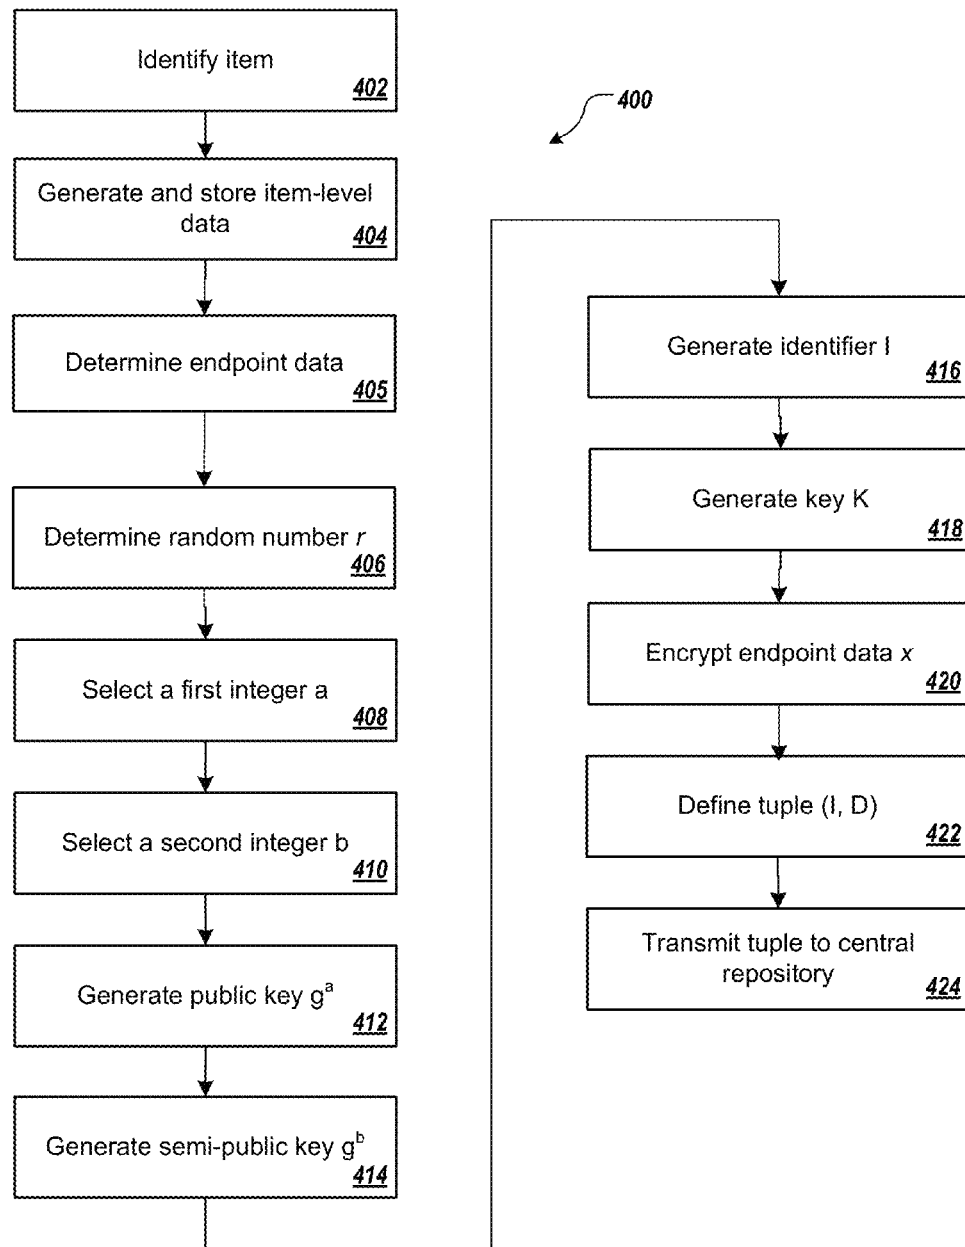 Identify item
402
400
Generate and store item-level
data
404
Determine endpoint data
405
Determine random number r
406
Select a first integer a
408
Select a second integer b
410
Generate public key gᵃ
412
Generate semi-public key gᵇ
414
Generate identifier I
416
Generate key K
418
Encrypt endpoint data x
420
Define tuple (I, D)
422
Transmit tuple to central
repository
424